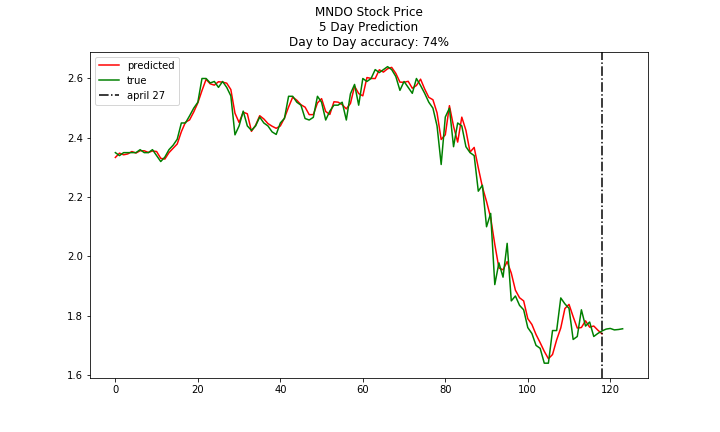 MNDO Stock Price
5 Day Prediction
Day to Day accuracy: 74%
predicted
true
april 27
2.6
2.4
2.2
2.0
1.8
1.6
0 20 40 60 80 100 120